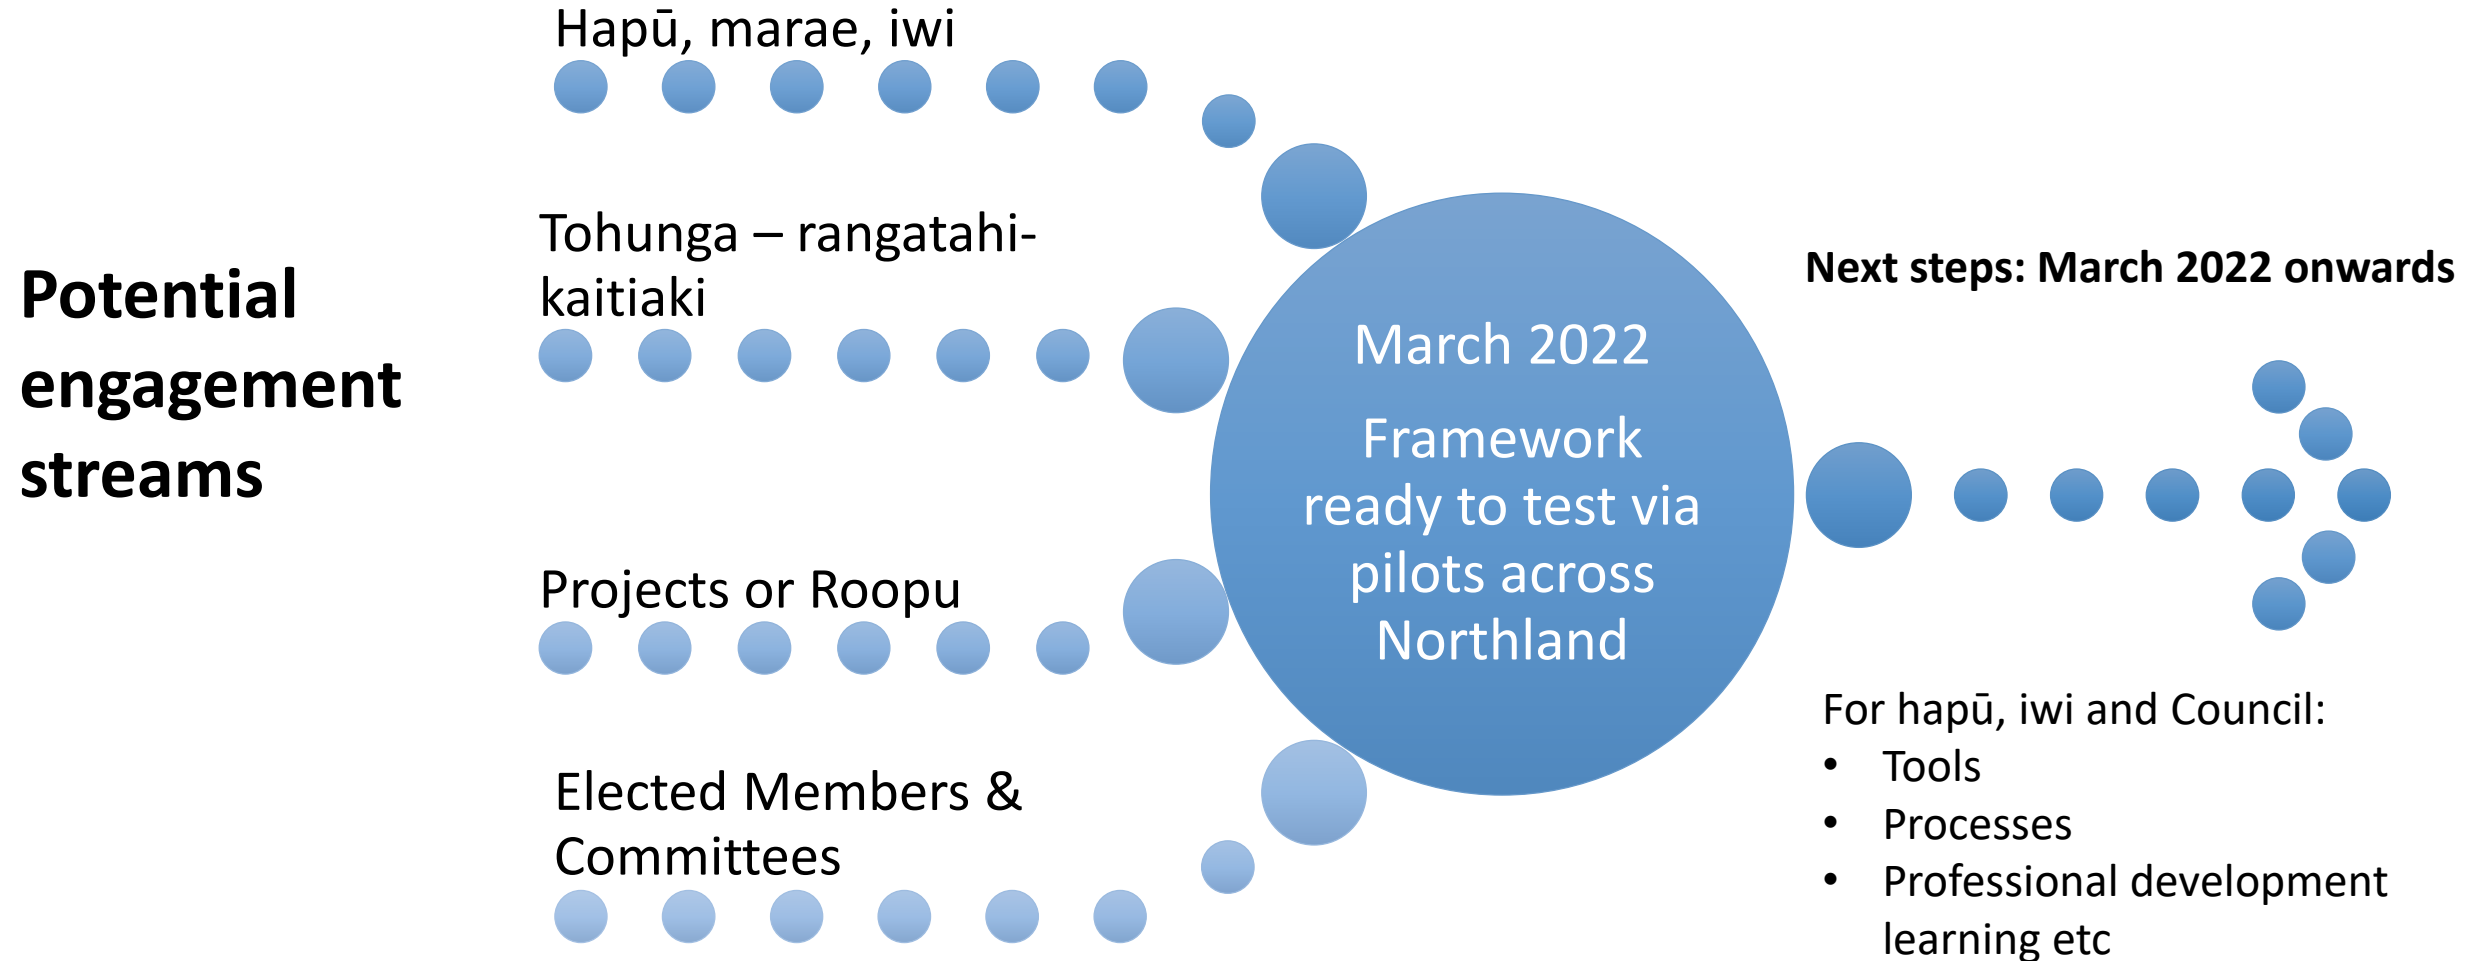 Potential
engagement
streams
Hapū, marae, iwi
Tohunga – rangatahi-
kaitiaki
Projects or Roopu
Elected Members &
Committees
March 2022
Framework
ready to test via
pilots across
Northland
Next steps: March 2022 onwards
For hapū, iwi and Council:
• Tools
• Processes
• Professional development
learning etc